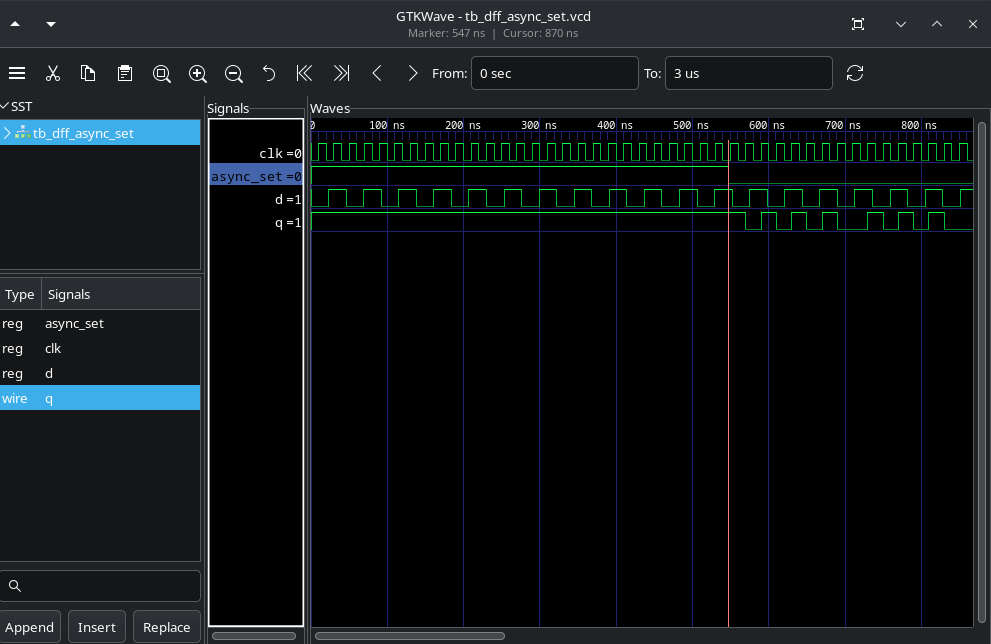 GTKWave - tb_dff_async_set.vcd
Marker: 547 ns | Cursor: 870 ns
From: 0 sec To: 3 us
SST
tb_dff_async_set
Type Signals
reg async_set
reg clk
reg d
wire q
Append Insert Replace
Signals
clk =0
async_set =0
d =1
q =1
Waves
0 100 ns 200 ns 300 ns 400 ns 500 ns 600 ns 700 ns 800 ns